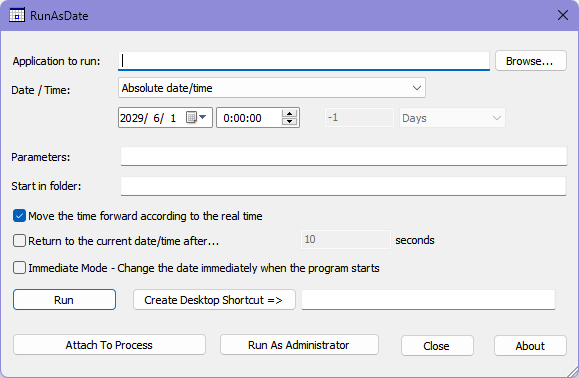 RunAsDate
Application to run:
Browse...
Date / Time:
Absolute date/time
2029/ 6/ 1
0:00:00
-1
Days
Parameters:
Start in folder:
Move the time forward according to the real time
Return to the current date/time after...
10
seconds
Immediate Mode - Change the date immediately when the program starts
Run
Create Desktop Shortcut =>
Attach To Process
Run As Administrator
Close
About